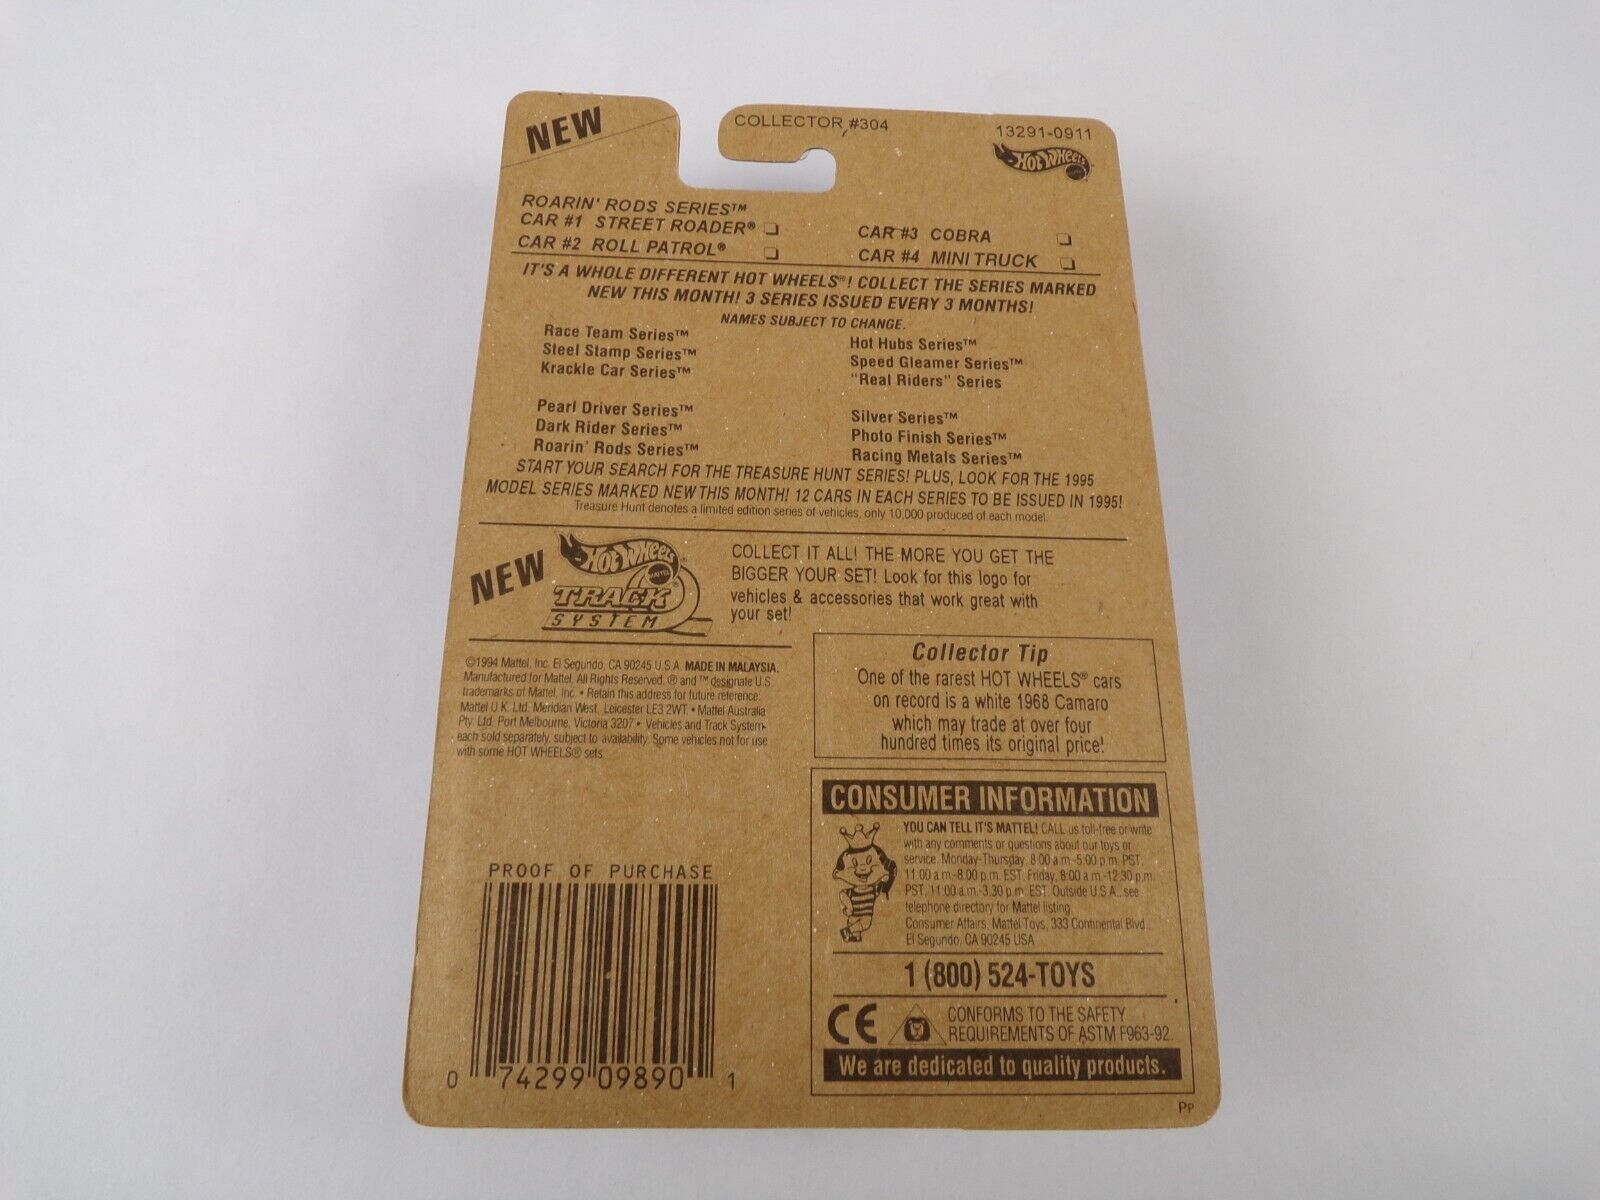 NEW
COLLECTOR #304
13291-0911
HOT WHEELS
ROARIN' RODS SERIES™
CAR #1 STREET ROADER® ❏
CAR #2 ROLL PATROL® ❏
CAR #3 COBRA ❏
CAR #4 MINI TRUCK ❏
IT'S A WHOLE DIFFERENT HOT WHEELS®! COLLECT THE SERIES MARKED
NEW THIS MONTH! 3 SERIES ISSUED EVERY 3 MONTHS!
NAMES SUBJECT TO CHANGE.
Race Team Series™
Steel Stamp Series™
Krackle Car Series™
Hot Hubs Series™
Speed Gleamer Series™
"Real Riders" Series
Pearl Driver Series™
Dark Rider Series™
Roarin' Rods Series™
Silver Series™
Photo Finish Series™
Racing Metals Series™
START YOUR SEARCH FOR THE TREASURE HUNT SERIES! PLUS, LOOK FOR THE 1995
MODEL SERIES MARKED NEW THIS MONTH! 12 CARS IN EACH SERIES TO BE ISSUED IN 1995!
Treasure Hunt denotes a limited edition series of vehicles, only 10,000 produced of each model.
NEW
HOT WHEELS
MATTEL
TRACK®
SYSTEM
COLLECT IT ALL! THE MORE YOU GET THE
BIGGER YOUR SET! Look for this logo for
vehicles & accessories that work great with
your set!
©1994 Mattel, Inc. El Segundo, CA 90245 U.S.A. MADE IN MALAYSIA.
Manufactured for Mattel. All Rights Reserved. ® and ™ designate U.S.
trademarks of Mattel, Inc. • Retain this address for future reference:
Mattel U.K. Ltd. Meridian West, Leicester LE3 2WT. • Mattel Australia
Pty. Ltd. Port Melbourne, Victoria 3207 • Vehicles and Track System
each sold separately, subject to availability. Some vehicles not for use
with some HOT WHEELS® sets.
Collector Tip
One of the rarest HOT WHEELS® cars
on record is a white 1968 Camaro
which may trade at over four
hundred times its original price!
CONSUMER INFORMATION
YOU CAN TELL IT'S MATTEL! CALL us toll-free or write
with any comments or questions about our toys or
service. Monday-Thursday, 8:00 a.m.-5:00 p.m. PST,
11:00 a.m.-8:00 p.m. EST. Friday, 8:00 a.m.-12:30 p.m.
PST, 11:00 a.m.-3:30 p.m. EST. Outside U.S.A., see
telephone directory for Mattel listing.
Consumer Affairs, Mattel Toys, 333 Continental Blvd.,
El Segundo, CA 90245 USA
1 (800) 524-TOYS
CE
CONFORMS TO THE SAFETY
REQUIREMENTS OF ASTM F963-92.
We are dedicated to quality products.
PROOF OF PURCHASE
0 74299 09890 1
PP